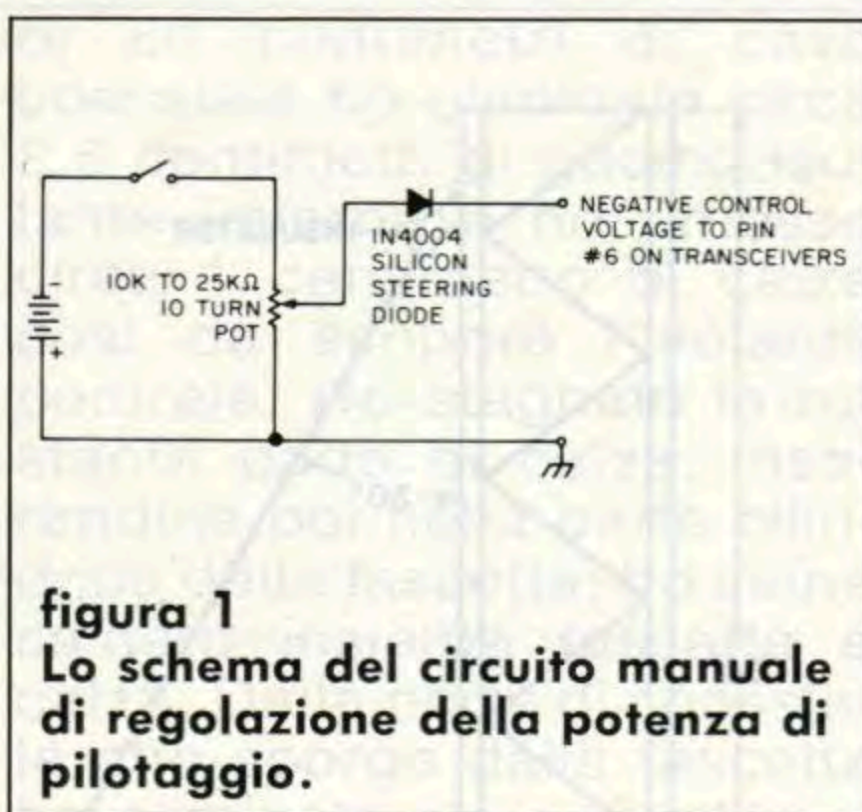 IN4004
SILICON
STEERING
DIODE
NEGATIVE CONTROL
VOLTAGE TO PIN
#6 ON TRANSCEIVERS
10K TO 25KΩ
10 TURN
POT
-
+
figura 1
Lo schema del circuito manuale
di regolazione della potenza di
pilotaggio.